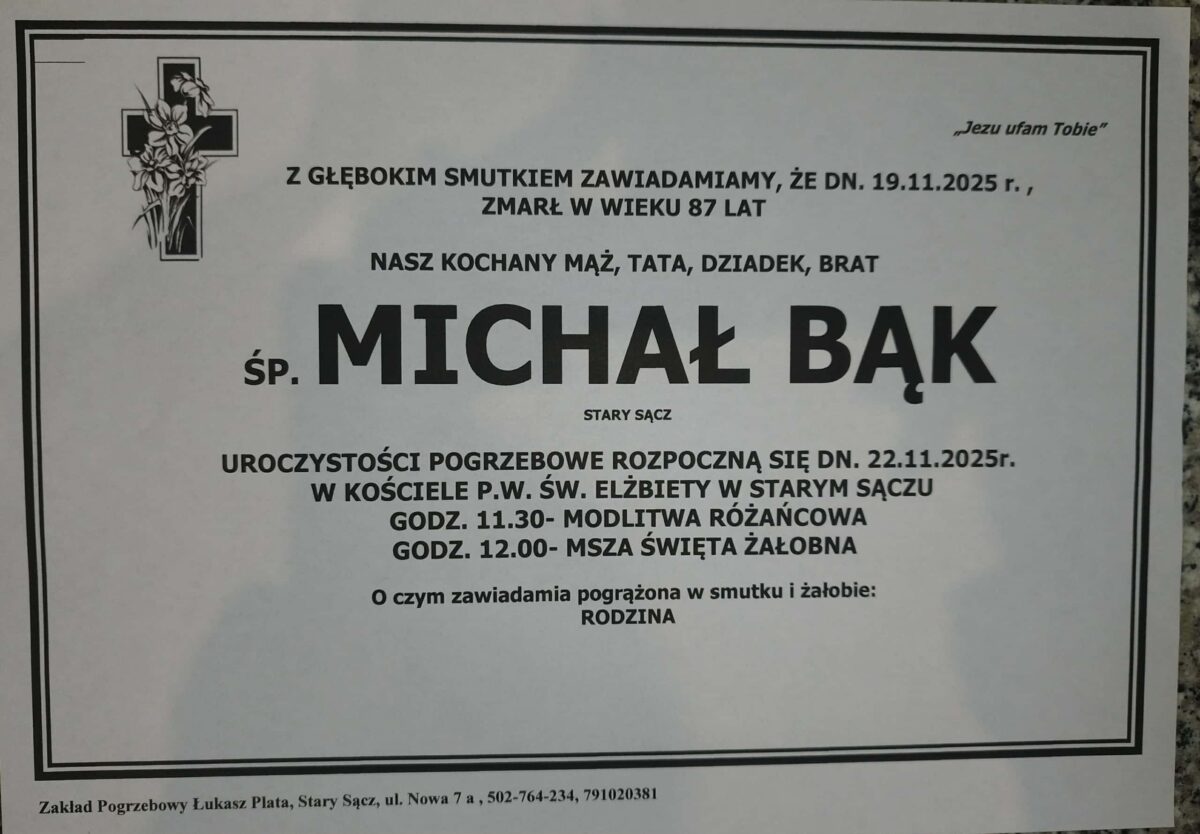 „Jezu ufam Tobie”
Z GŁĘBOKIM SMUTKIEM ZAWIADAMIAMY, ŻE DN. 19.11.2025 r. ,
ZMARŁ W WIEKU 87 LAT
NASZ KOCHANY MĄŻ, TATA, DZIADEK, BRAT
ŚP. MICHAŁ BĄK
STARY SĄCZ
UROCZYSTOŚCI POGRZEBOWE ROZPOCZNĄ SIĘ DN. 22.11.2025r.
W KOŚCIELE P.W. ŚW. ELŻBIETY W STARYM SĄCZU
GODZ. 11.30- MODLITWA RÓŻAŃCOWA
GODZ. 12.00- MSZA ŚWIĘTA ŻAŁOBNA
O czym zawiadamia pogrążona w smutku i żałobie:
RODZINA
Zakład Pogrzebowy Łukasz Plata, Stary Sącz, ul. Nowa 7 a , 502-764-234, 791020381